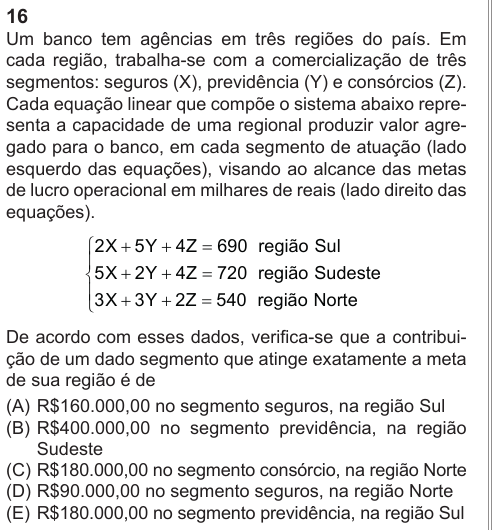 16
Um banco tem agências em três regiões do país. Em
cada região, trabalha-se com a comercialização de três
segmentos: seguros (X), previdência (Y) e consórcios (Z).
Cada equação linear que compõe o sistema abaixo repre-
senta a capacidade de uma regional produzir valor agre-
gado para o banco, em cada segmento de atuação (lado
esquerdo das equações), visando ao alcance das metas
de lucro operacional em milhares de reais (lado direito das
equações).
2X + 5Y + 4Z = 690 região Sul
5X + 2Y + 4Z = 720 região Sudeste
3X + 3Y + 2Z = 540 região Norte
De acordo com esses dados, verifica-se que a contribui-
ção de um dado segmento que atinge exatamente a meta
de sua região é de
(A) R$160.000,00 no segmento seguros, na região Sul
(B) R$400.000,00 no segmento previdência, na região
Sudeste
(C) R$180.000,00 no segmento consórcio, na região Norte
(D) R$90.000,00 no segmento seguros, na região Norte
(E) R$180.000,00 no segmento previdência, na região Sul